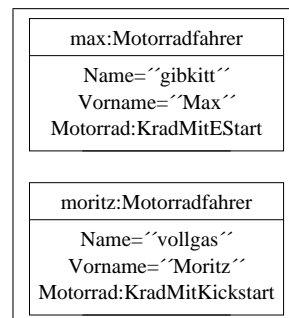 max:Motorradfahrer
Name=´´gibkitt´´
Vorname=´´Max´´
Motorrad:KradMitEStart
moritz:Motorradfahrer
Name=´´vollgas´´
Vorname=´´Moritz´´
Motorrad:KradMitKickstart